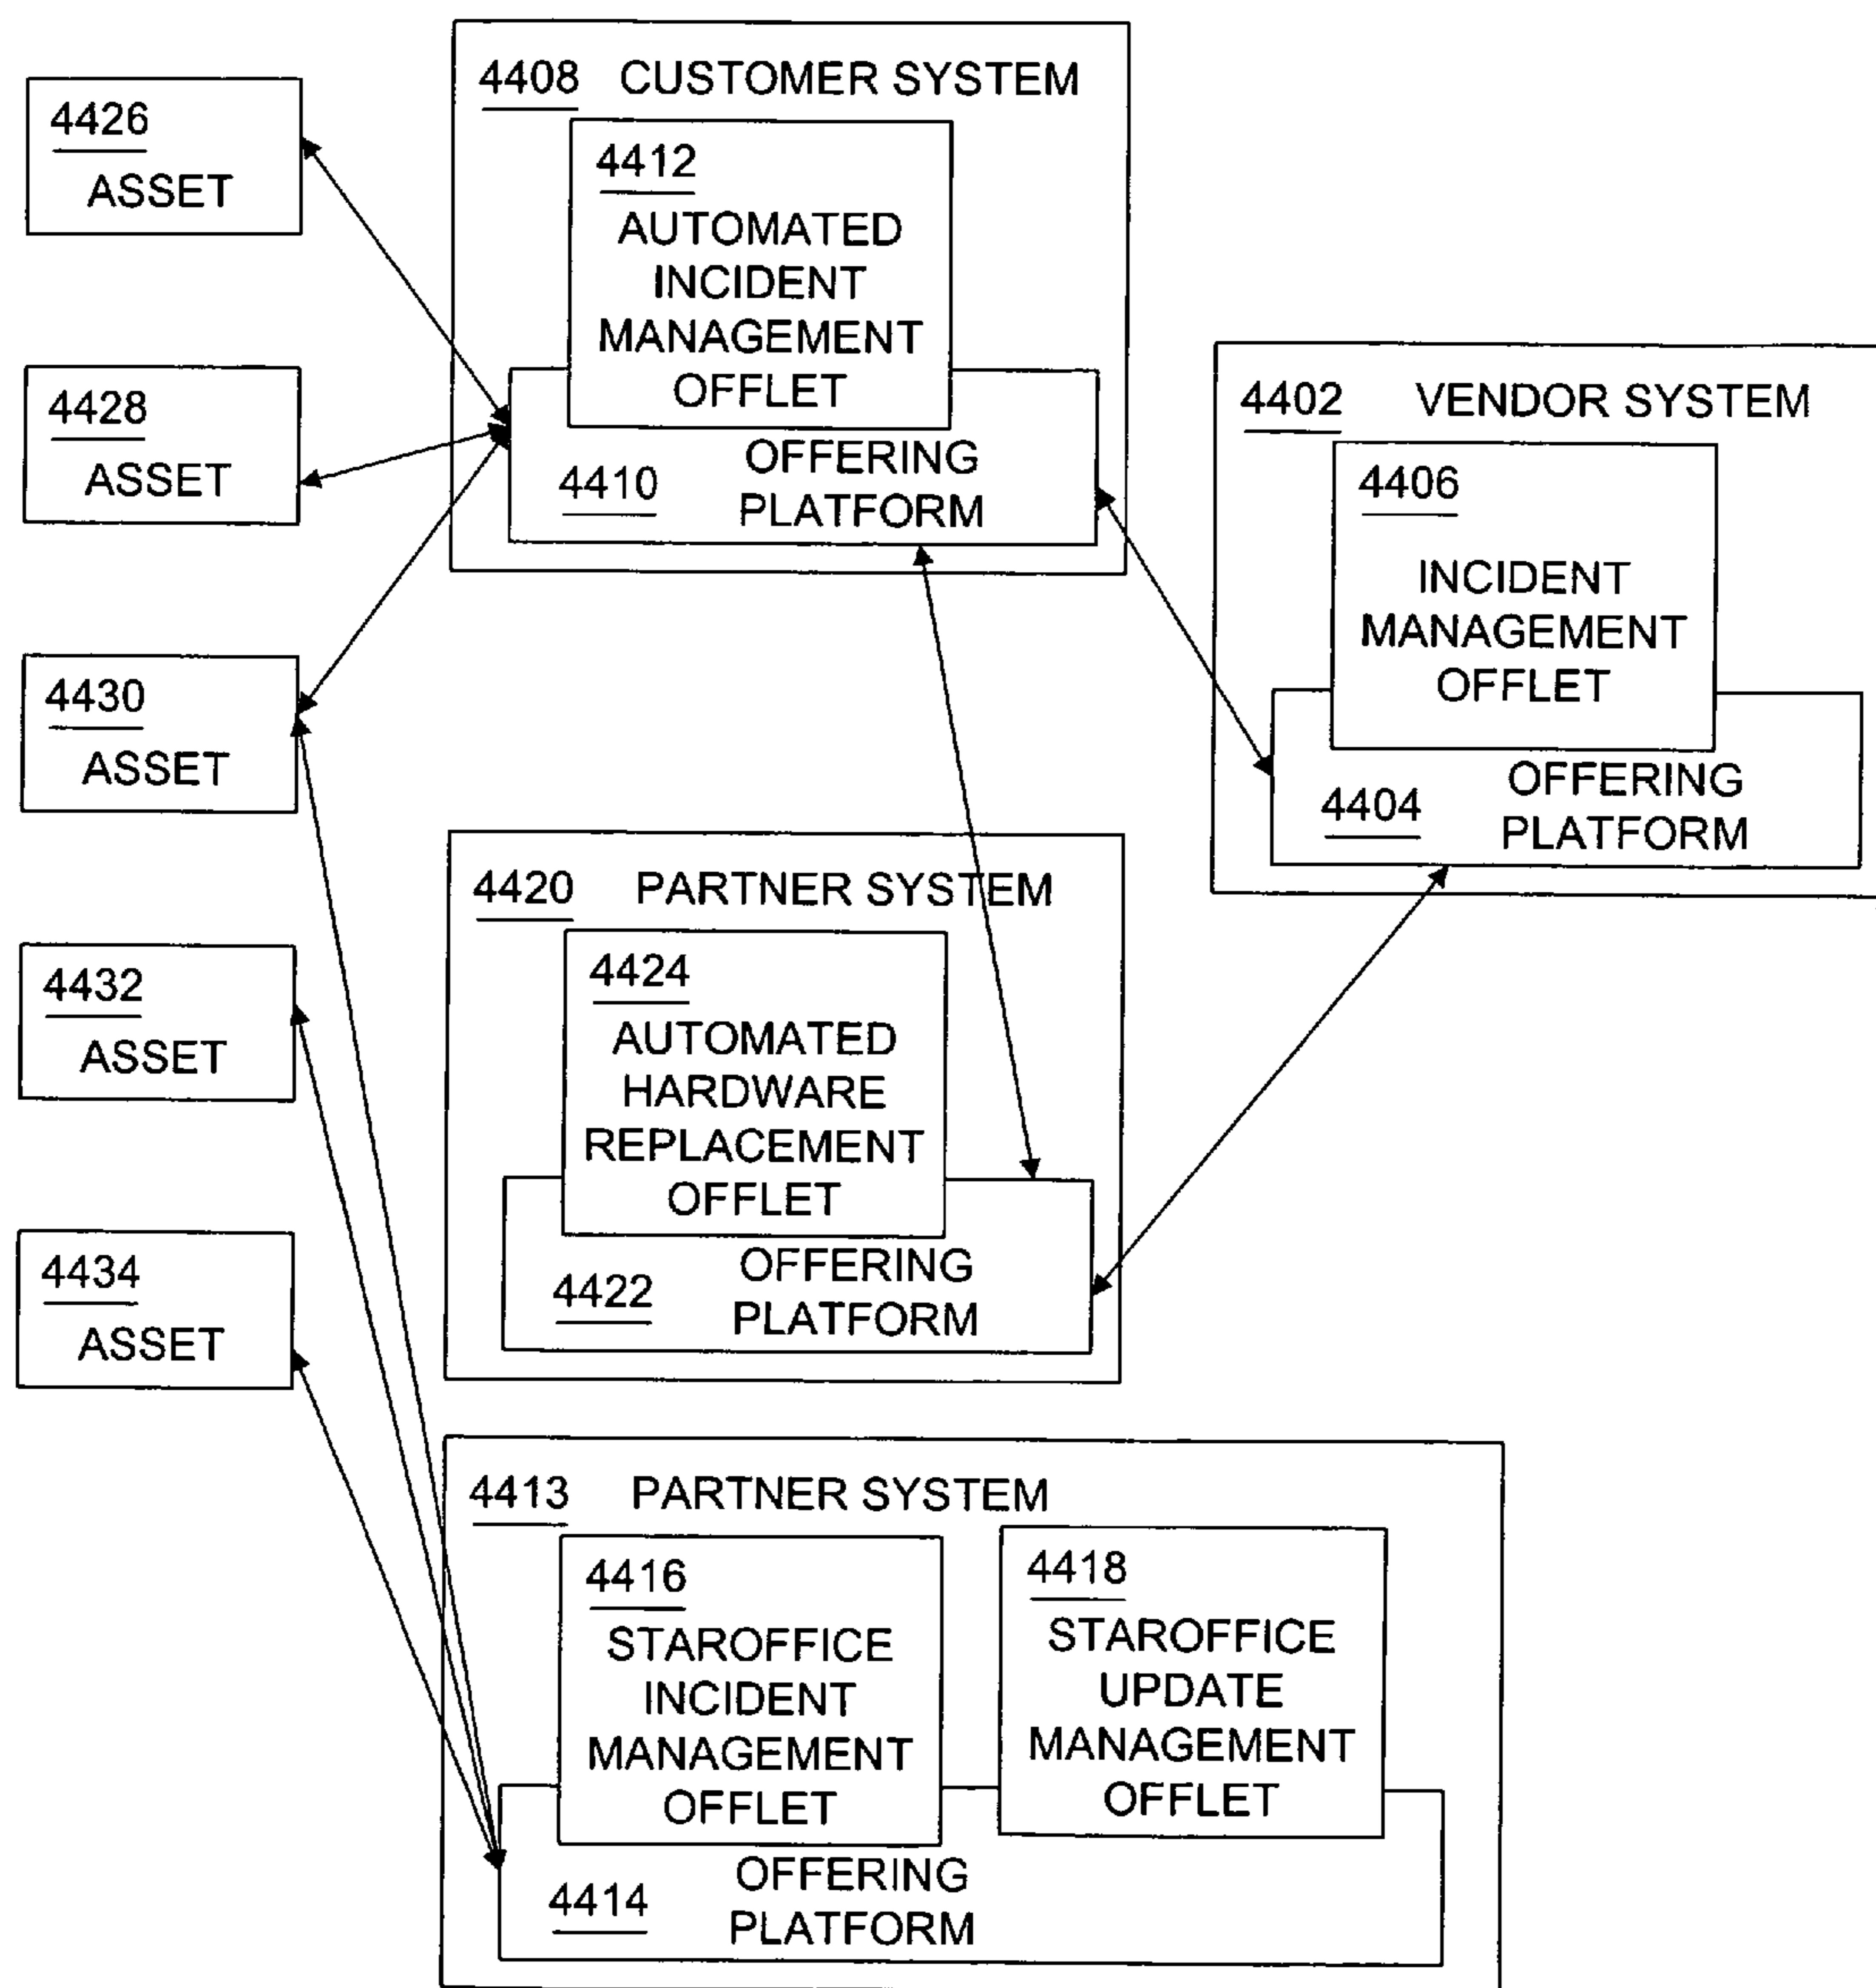 4408 CUSTOMER SYSTEM
4426
ASSET
4412
AUTOMATED
INCIDENT
MANAGEMENT
OFFLET
4410
OFFERING
PLATFORM
4428
ASSET
4402 VENDOR SYSTEM
4406
INCIDENT
MANAGEMENT
OFFLET
4404
OFFERING
PLATFORM
4430
ASSET
4420 PARTNER SYSTEM
4424
AUTOMATED
HARDWARE
REPLACEMENT
OFFLET
4422
OFFERING
PLATFORM
4432
ASSET
4434
ASSET
4413 PARTNER SYSTEM
4416
STAROFFICE
INCIDENT
MANAGEMENT
OFFLET
4418
STAROFFICE
UPDATE
MANAGEMENT
OFFLET
4414
OFFERING
PLATFORM